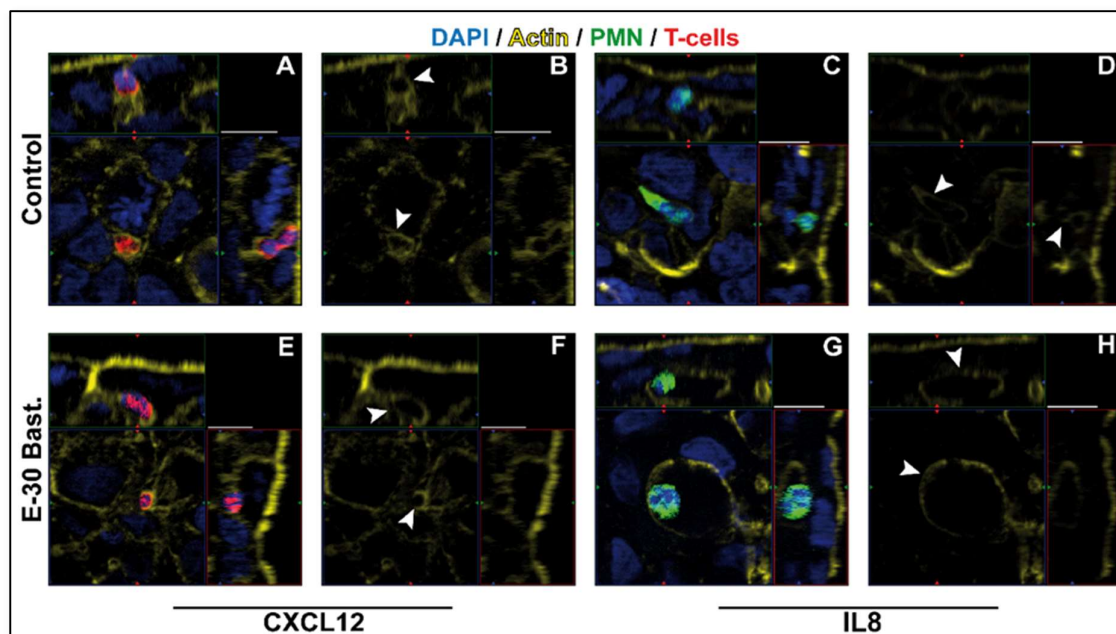 DAPI / Actin / PMN / T-cells
Control
A
B
C
D
E-30 Bast.
E
F
G
H
CXCL12
IL8